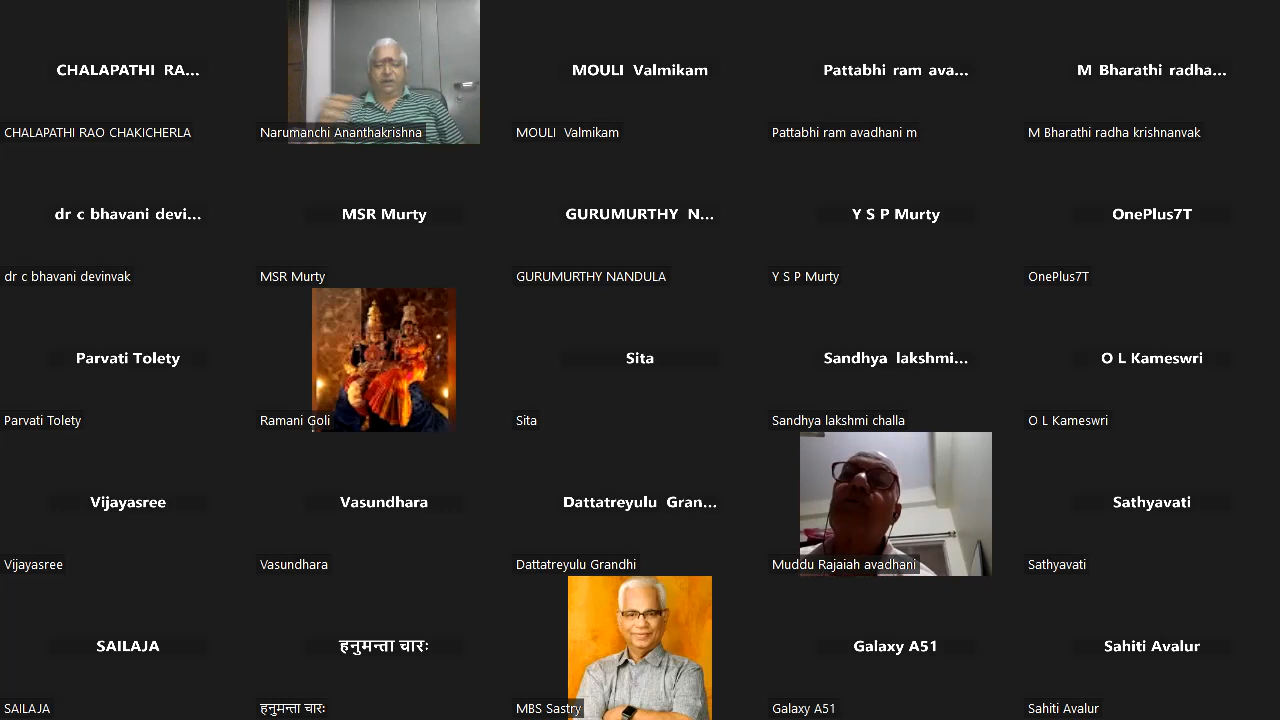 CHALAPATHI RA...
CHALAPATHI RAO CHAKICHERLA
Narumanchi Ananthakrishna
MOULI Valmikam
MOULI Valmikam
Pattabhi ram ava...
Pattabhi ram avadhani m
M Bharathi radha...
M Bharathi radha krishnanvak
dr c bhavani devi...
dr c bhavani devinvak
MSR Murty
MSR Murty
GURUMURTHY N...
GURUMURTHY NANDULA
Y S P Murty
Y S P Murty
OnePlus7T
OnePlus7T
Parvati Tolety
Parvati Tolety
Ramani Goli
Sita
Sita
Sandhya lakshmi...
Sandhya lakshmi challa
O L Kameswri
O L Kameswri
Vijayasree
Vijayasree
Vasundhara
Vasundhara
Dattatreyulu Gran...
Dattatreyulu Grandhi
Muddu Rajaiah avadhani
Sathyavati
Sathyavati
SAILAJA
SAILAJA
हनुमन्ता चारः
हनुमन्ता चारः
MBS Sastry
Galaxy A51
Galaxy A51
Sahiti Avalur
Sahiti Avalur